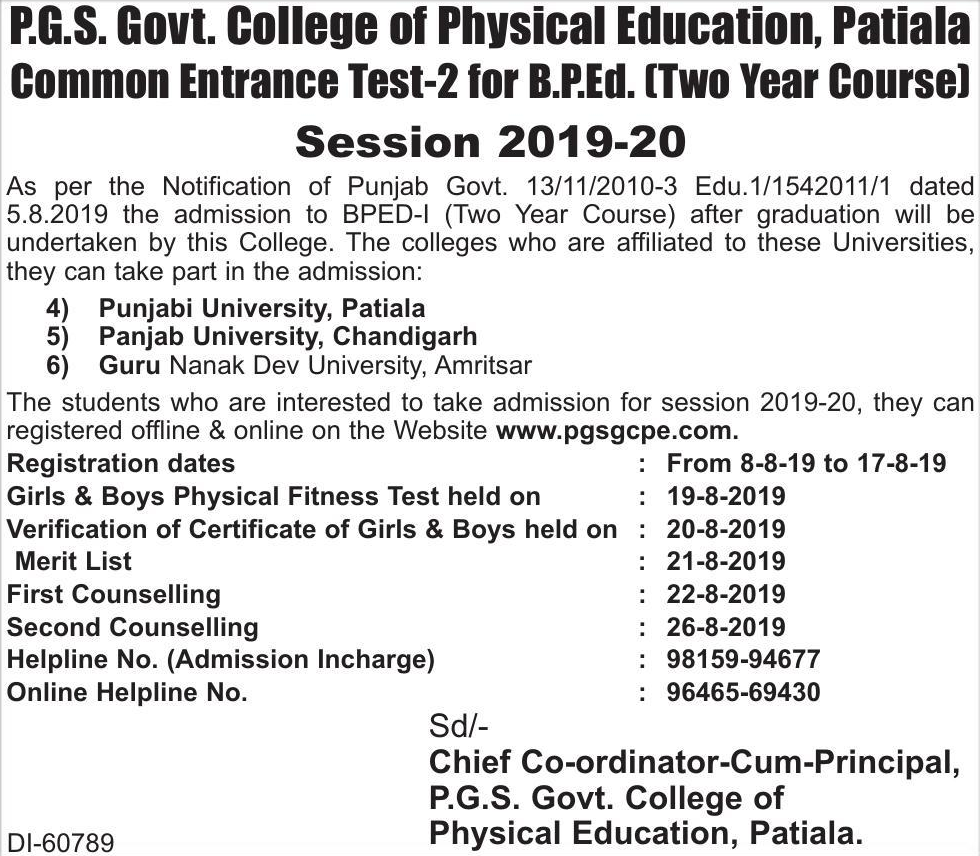 P.G.S. Govt. College of Physical Education, Patiala
Common Entrance Test-2 for B.P.Ed. (Two Year Course)
Session 2019-20
As per the Notification of Punjab Govt. 13/11/2010-3 Edu.1/1542011/1 dated
5.8.2019 the admission to BPED-I (Two Year Course) after graduation will be
undertaken by this College. The colleges who are affiliated to these Universities,
they can take part in the admission:
4) Punjabi University, Patiala
5) Panjab University, Chandigarh
6) Guru Nanak Dev University, Amritsar
The students who are interested to take admission for session 2019-20, they can
registered offline & online on the Website www.pgsgcpe.com.
Registration dates : From 8-8-19 to 17-8-19
Girls & Boys Physical Fitness Test held on : 19-8-2019
Verification of Certificate of Girls & Boys held on : 20-8-2019
Merit List : 21-8-2019
First Counselling : 22-8-2019
Second Counselling : 26-8-2019
Helpline No. (Admission Incharge) : 98159-94677
Online Helpline No. : 96465-69430
Sd/-
Chief Co-ordinator-Cum-Principal,
P.G.S. Govt. College of
Physical Education, Patiala.
DI-60789